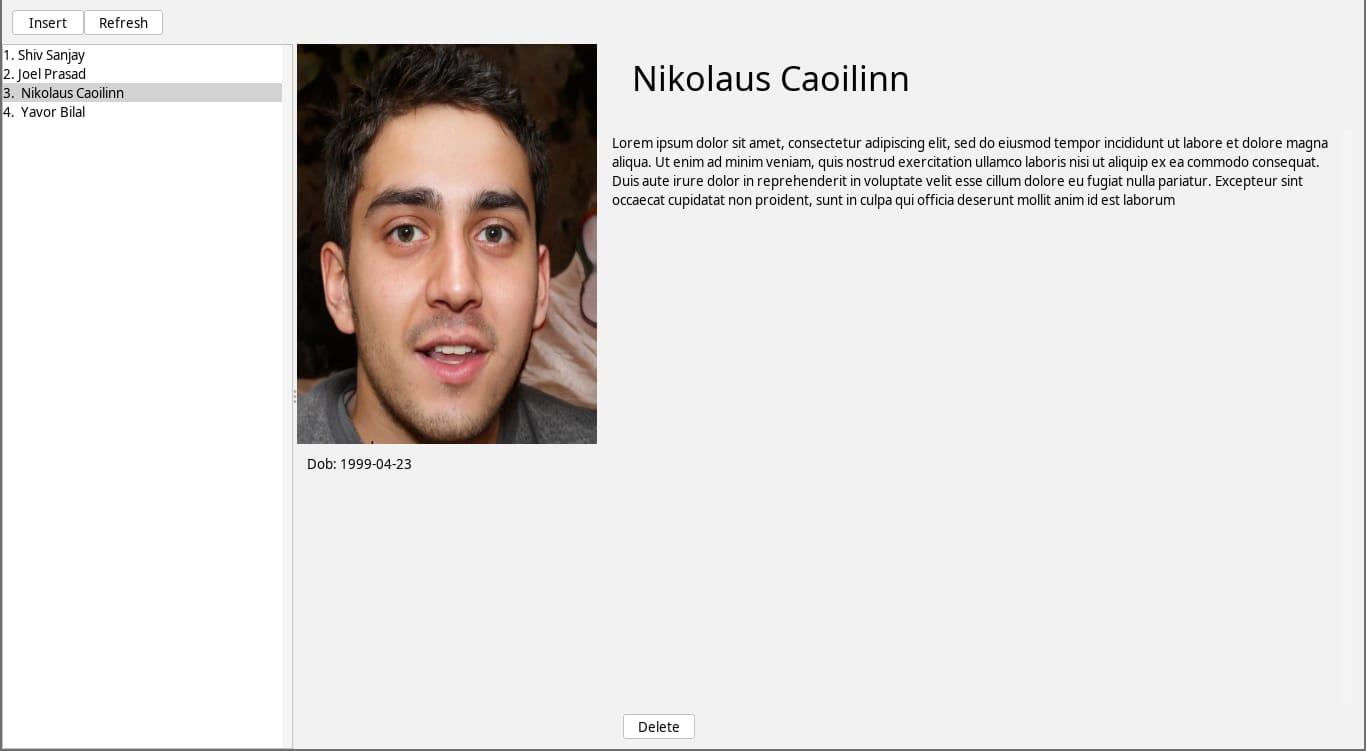 Insert
Refresh
1. Shiv Sanjay
2. Joel Prasad
3.  Nikolaus Caoilinn
4.  Yavor Bilal
Nikolaus Caoilinn
Lorem ipsum dolor sit amet, consectetur adipiscing elit, sed do eiusmod tempor incididunt ut labore et dolore magna
aliqua. Ut enim ad minim veniam, quis nostrud exercitation ullamco laboris nisi ut aliquip ex ea commodo consequat.
Duis aute irure dolor in reprehenderit in voluptate velit esse cillum dolore eu fugiat nulla pariatur. Excepteur sint
occaecat cupidatat non proident, sunt in culpa qui officia deserunt mollit anim id est laborum
Dob: 1999-04-23
Delete